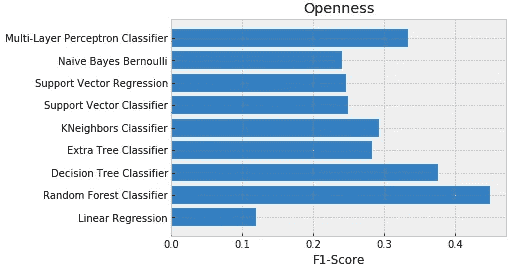 Openness
Multi-Layer Perceptron Classifier
Naive Bayes Bernoulli
Support Vector Regression
Support Vector Classifier
KNeighbors Classifier
Extra Tree Classifier
Decision Tree Classifier
Random Forest Classifier
Linear Regression
0.0 0.1 0.2 0.3 0.4
F1-Score